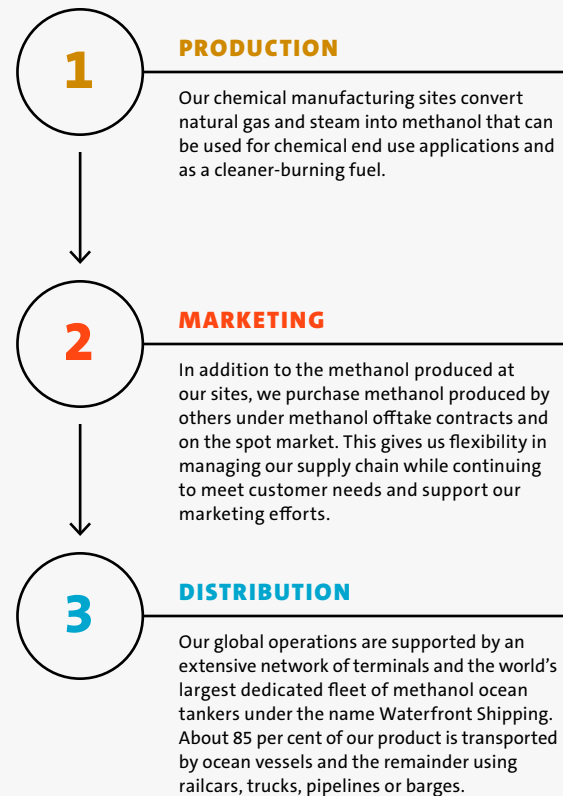 1
PRODUCTION
Our chemical manufacturing sites convert
natural gas and steam into methanol that can
be used for chemical end use applications and
as a cleaner-burning fuel.
2
MARKETING
In addition to the methanol produced at
our sites, we purchase methanol produced by
others under methanol offtake contracts and
on the spot market. This gives us flexibility in
managing our supply chain while continuing
to meet customer needs and support our
marketing efforts.
3
DISTRIBUTION
Our global operations are supported by an
extensive network of terminals and the world’s
largest dedicated fleet of methanol ocean
tankers under the name Waterfront Shipping.
About 85 per cent of our product is transported
by ocean vessels and the remainder using
railcars, trucks, pipelines or barges.